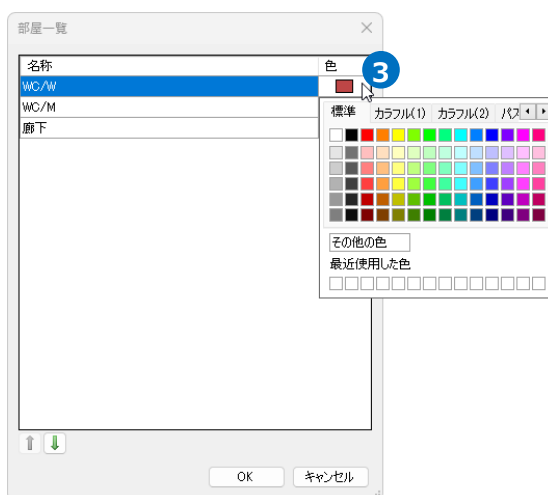 部屋一覧
名称 色
3
WC/W
WC/M
廊下
標準 カラフル(1) カラフル(2) パス
その他の色
最近使用した色
OK キャンセル